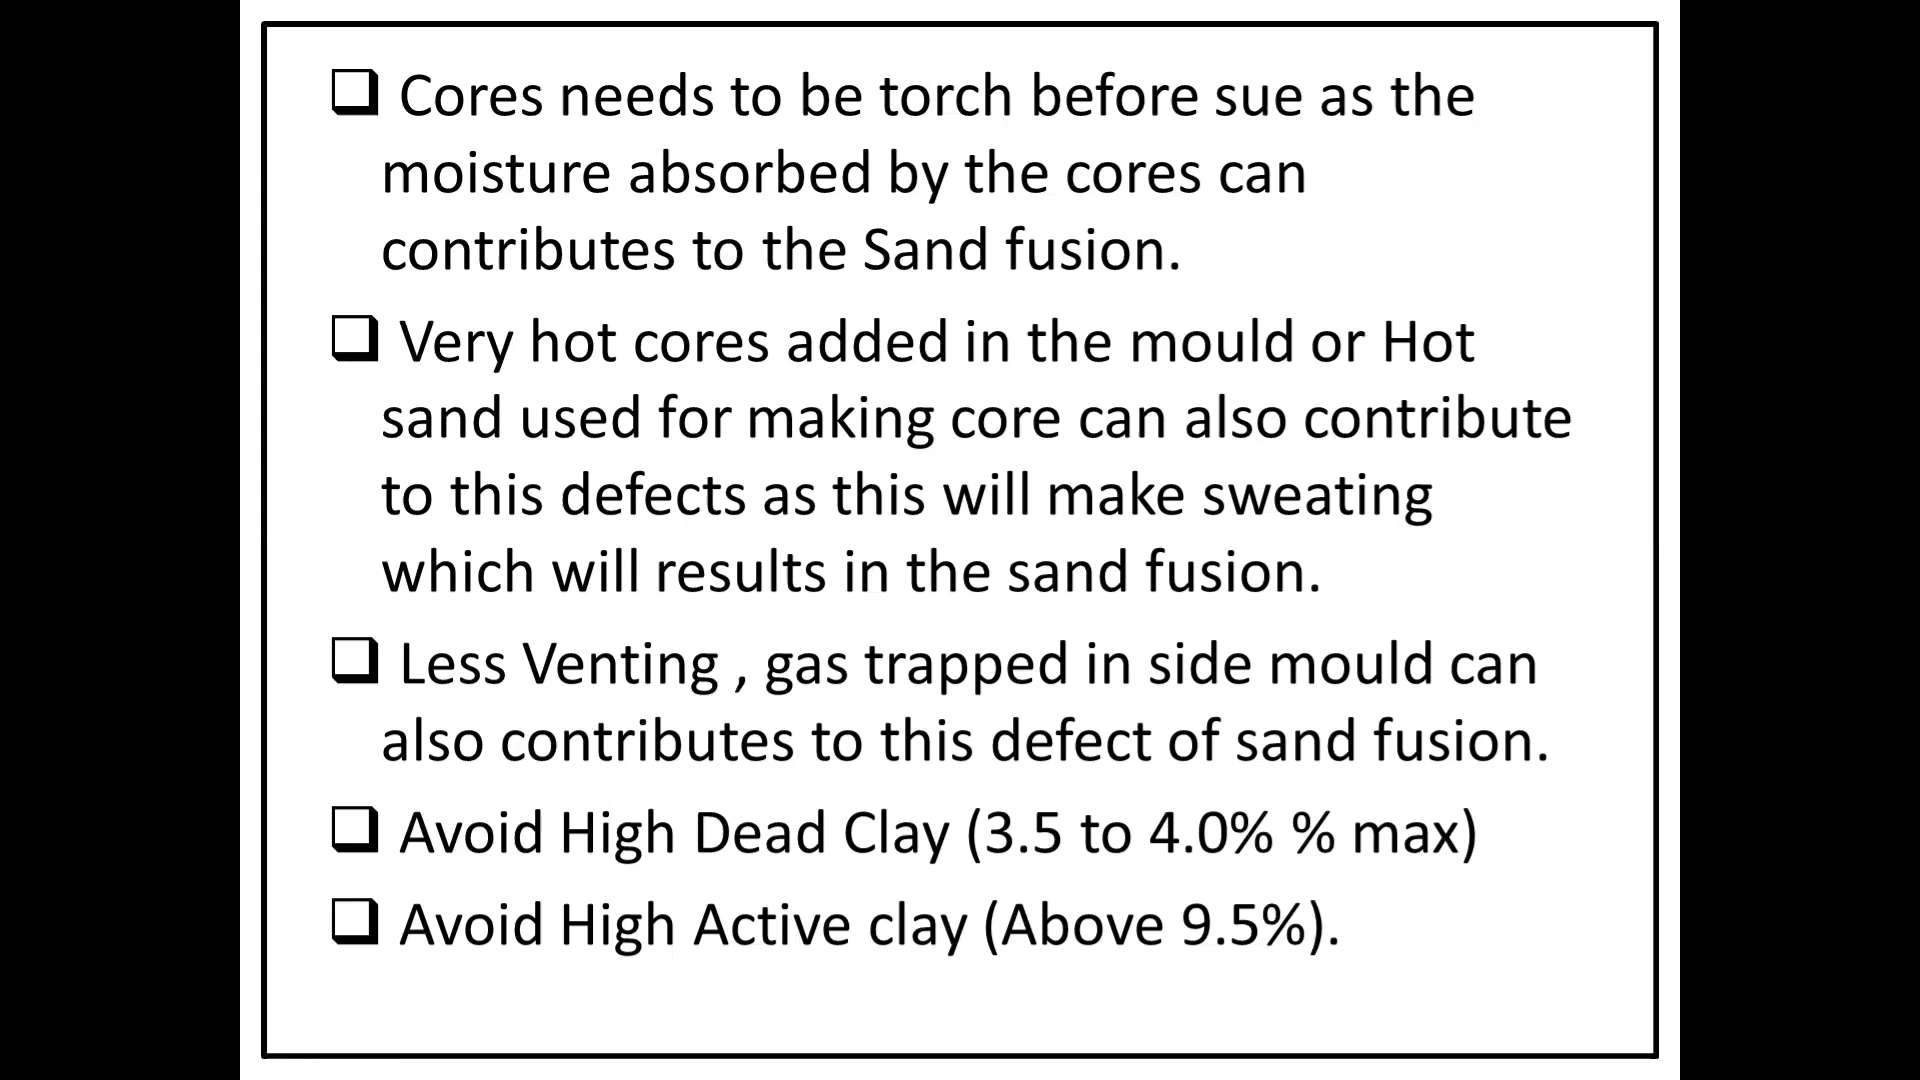 ❑ Cores needs to be torch before sue as the
moisture absorbed by the cores can
contributes to the Sand fusion.
❑ Very hot cores added in the mould or Hot
sand used for making core can also contribute
to this defects as this will make sweating
which will results in the sand fusion.
❑ Less Venting , gas trapped in side mould can
also contributes to this defect of sand fusion.
❑ Avoid High Dead Clay (3.5 to 4.0% % max)
❑ Avoid High Active clay (Above 9.5%).